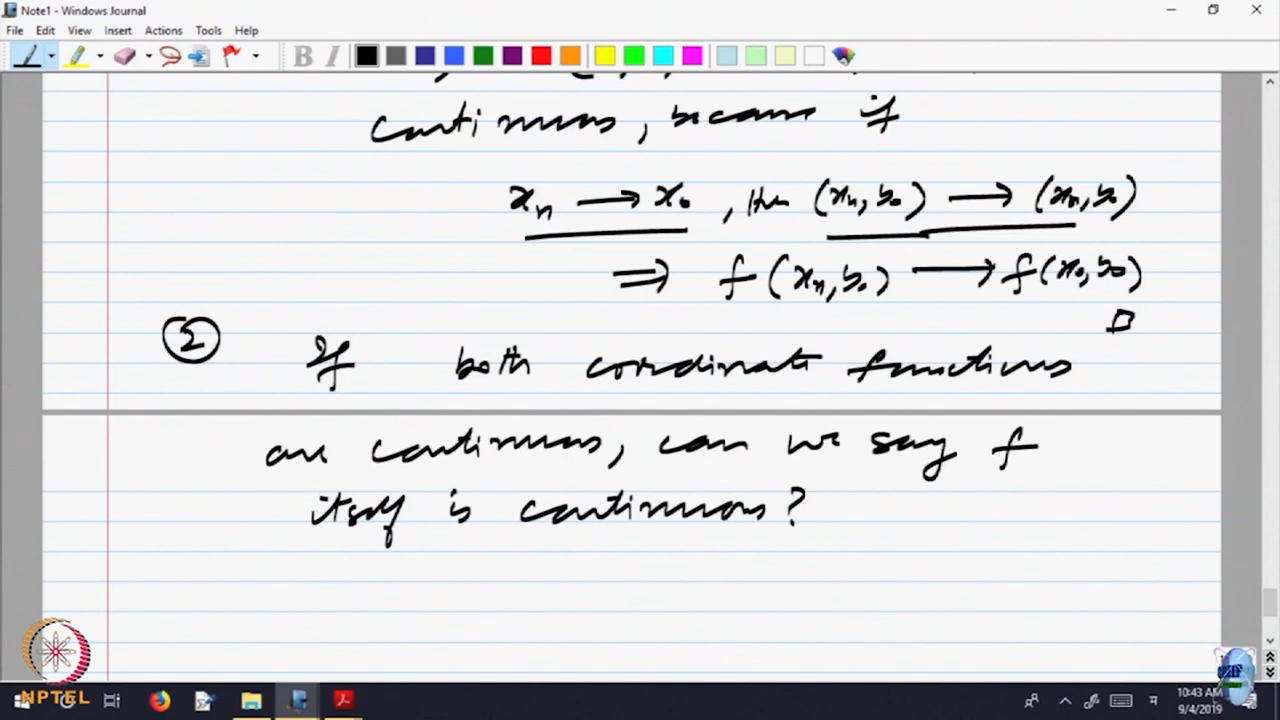 Note1 - Windows Journal
File Edit View Insert Actions Tools Help
B I
continuous, because if
xₙ → x₀, then (xₙ, y₀) → (xₙ, y₀)
⇒ f(xₙ, y₀) → f(x₀, y₀)
□
② If both coordinate functions
are continuous, can we say f
itself is continuous?
NPTEL
10:43 AM
9/4/2019